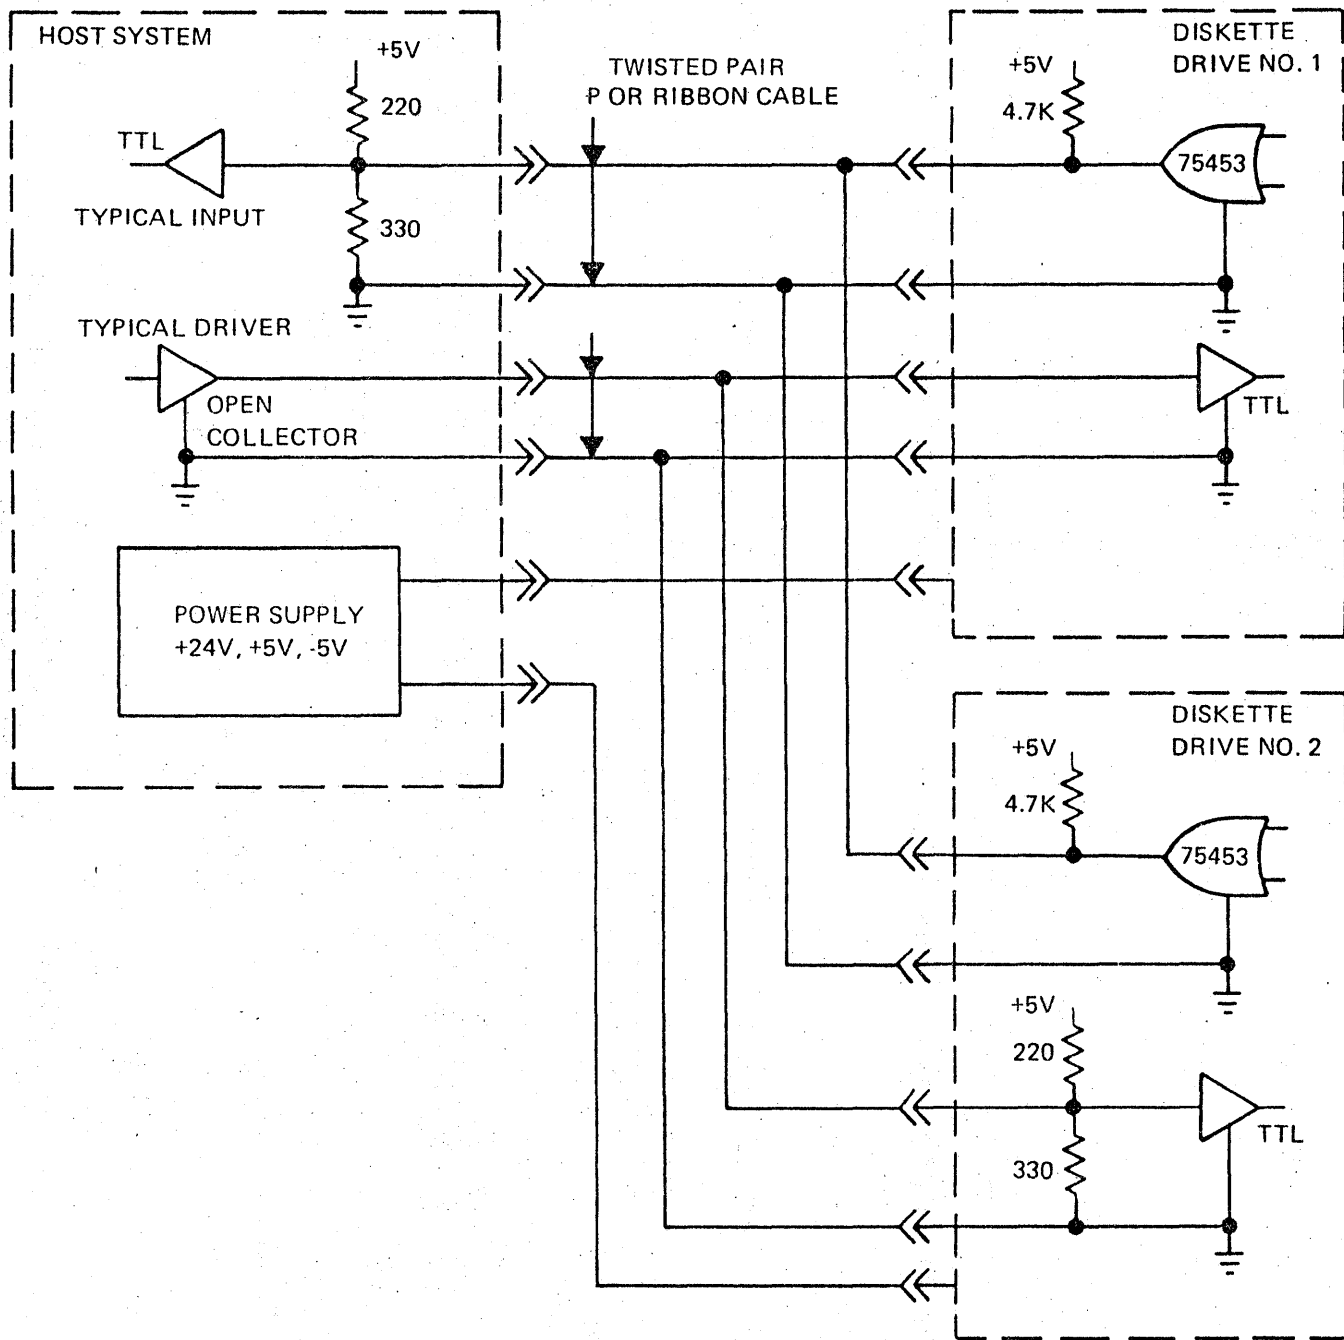 HOST SYSTEM
+5V
220
TTL
TYPICAL INPUT
330
TYPICAL DRIVER
OPEN
COLLECTOR
POWER SUPPLY
+24V, +5V, -5V
TWISTED PAIR
P OR RIBBON CABLE
DISKETTE
DRIVE NO. 1
+5V
4.7K
75453
TTL
DISKETTE
DRIVE NO. 2
+5V
4.7K
75453
+5V
220
TTL
330